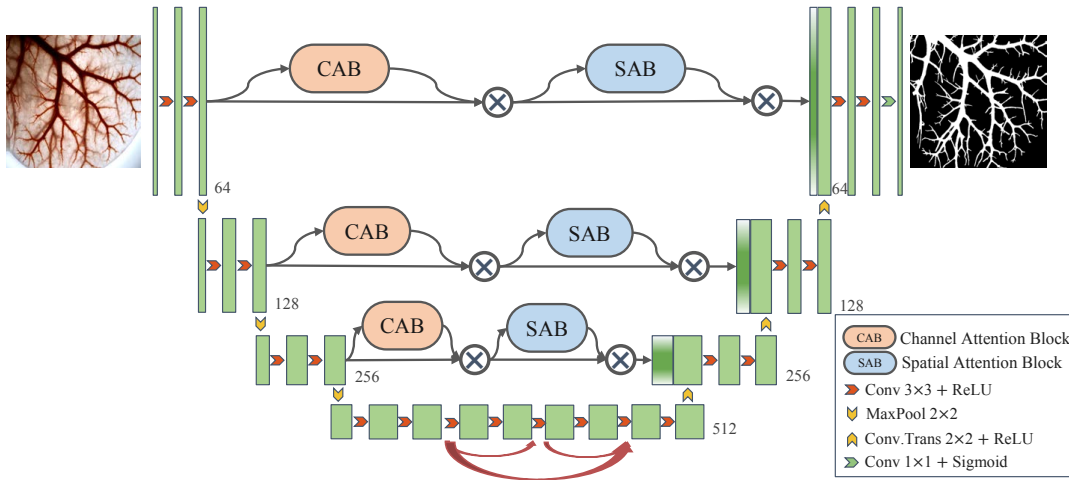 CAB
SAB
64
64
CAB
SAB
128
128
CAB
SAB
256
256
512
CAB Channel Attention Block
SAB Spatial Attention Block
Conv 3×3 + ReLU
MaxPool 2×2
Conv.Trans 2×2 + ReLU
Conv 1×1 + Sigmoid